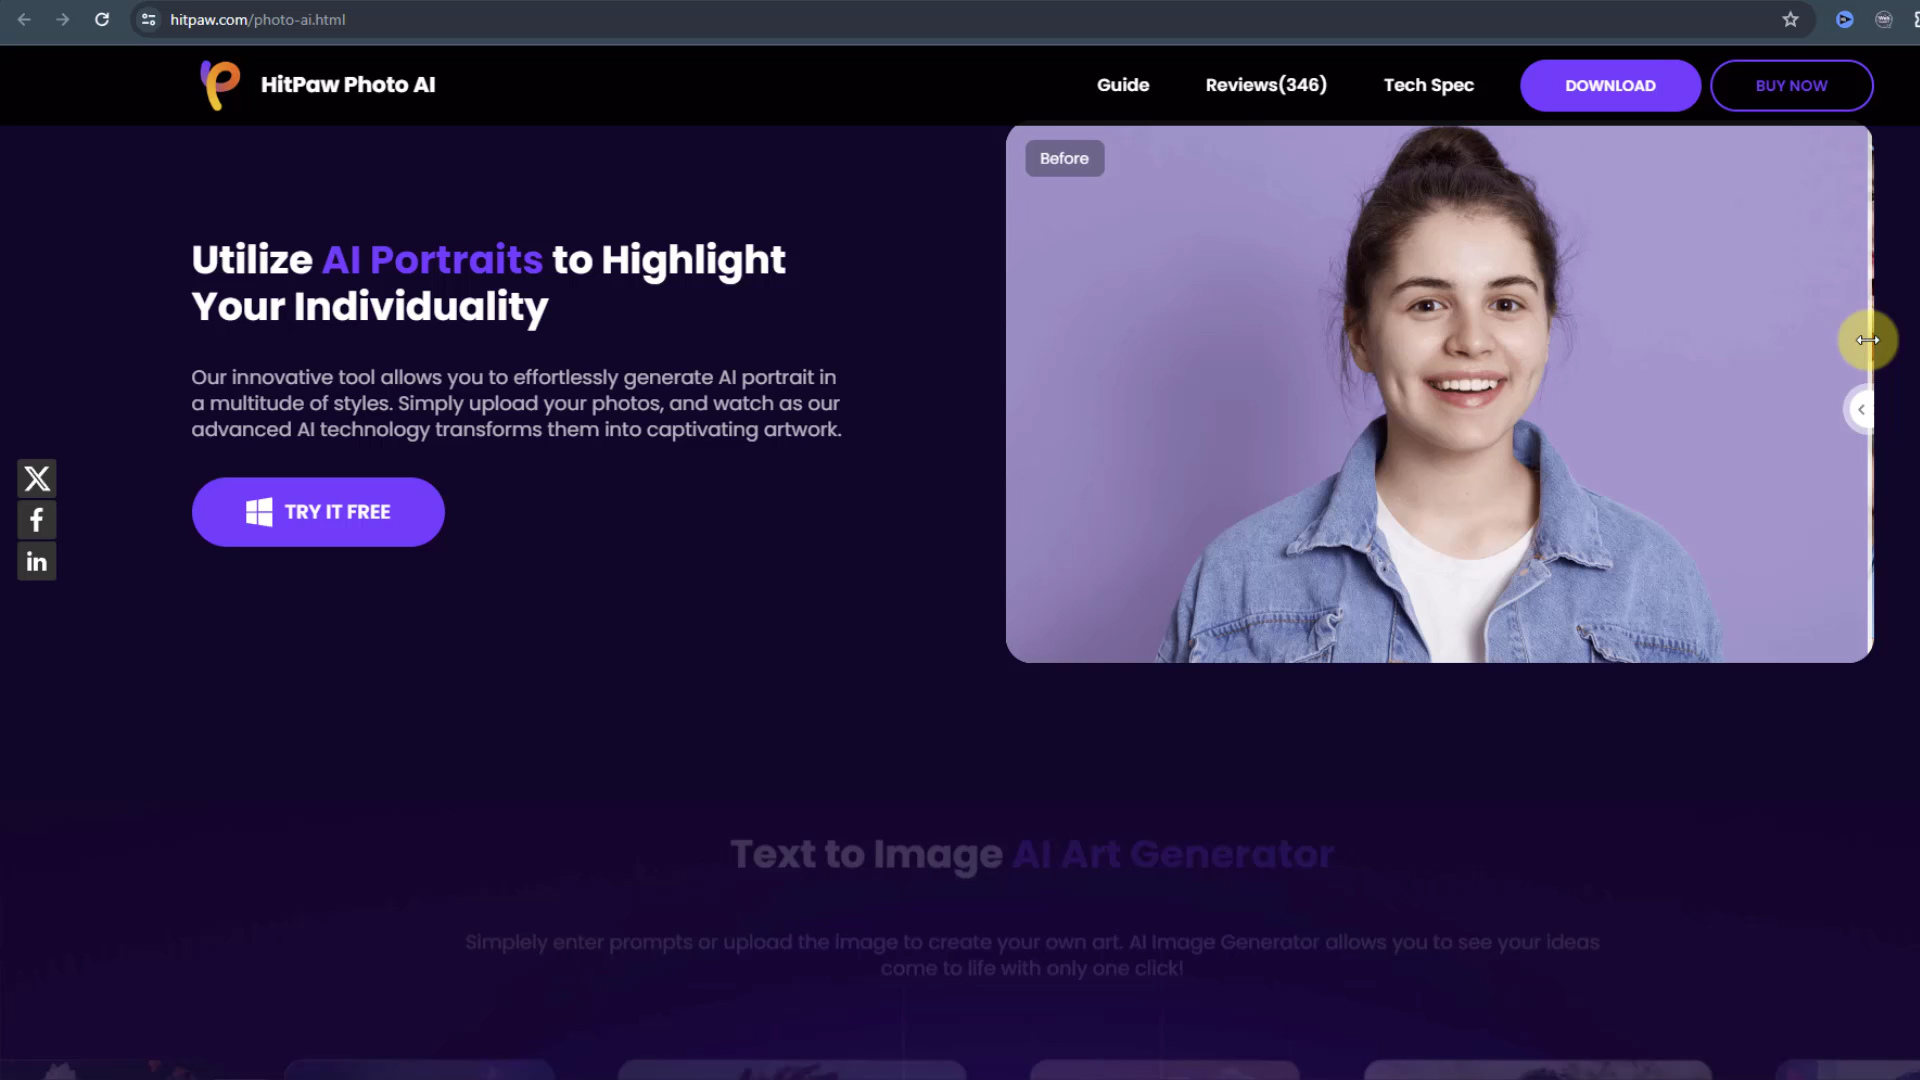 hitpaw.com/photo-ai.html
HitPaw Photo AI
Guide
Reviews(346)
Tech Spec
DOWNLOAD
BUY NOW
Before
Utilize AI Portraits to Highlight
Your Individuality
Our innovative tool allows you to effortlessly generate AI portrait in
a multitude of styles. Simply upload your photos, and watch as our
advanced AI technology transforms them into captivating artwork.
TRY IT FREE
Text to Image AI Art Generator
Simplely enter prompts or upload the image to create your own art. AI Image Generator allows you to see your ideas
come to life with only one click!